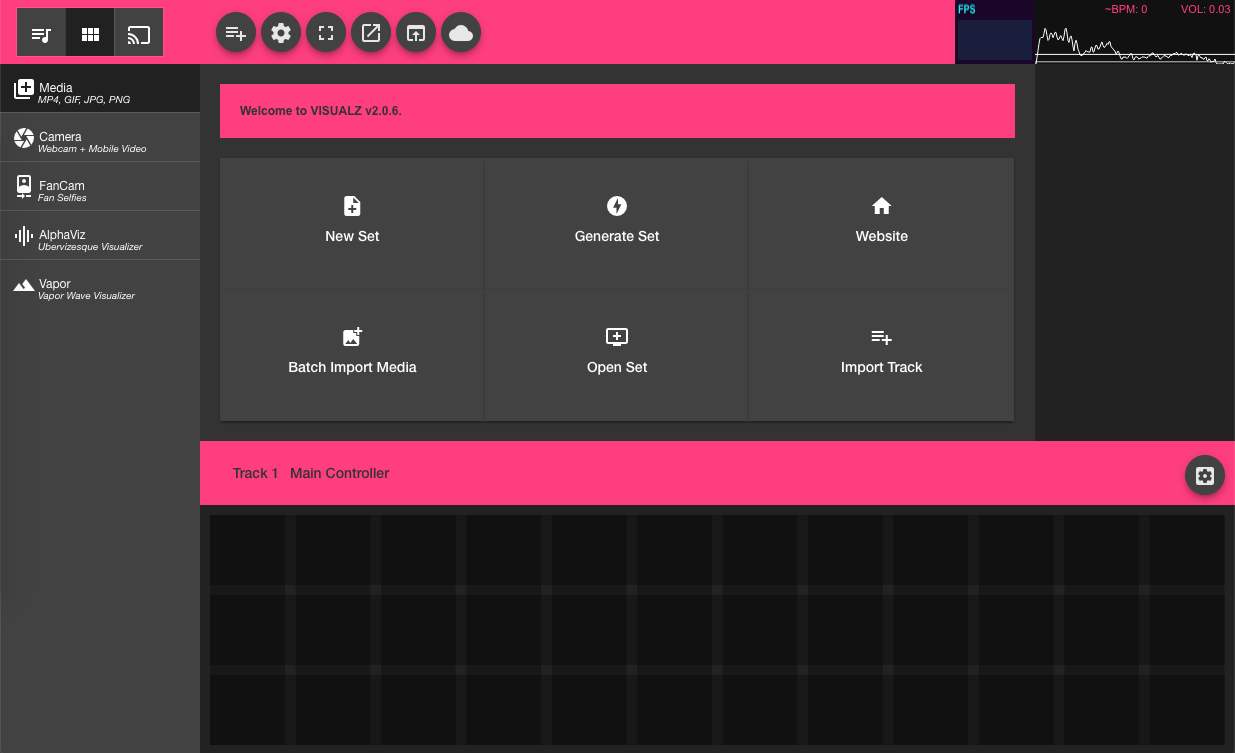 FPS
~BPM: 0 VOL: 0.03
Media
MP4, GIF, JPG, PNG
Camera
Webcam + Mobile Video
FanCam
Fan Selfies
AlphaViz
Ubervizesque Visualizer
Vapor
Vapor Wave Visualizer
Welcome to VISUALZ v2.0.6.
New Set
Generate Set
Website
Batch Import Media
Open Set
Import Track
Track 1 Main Controller